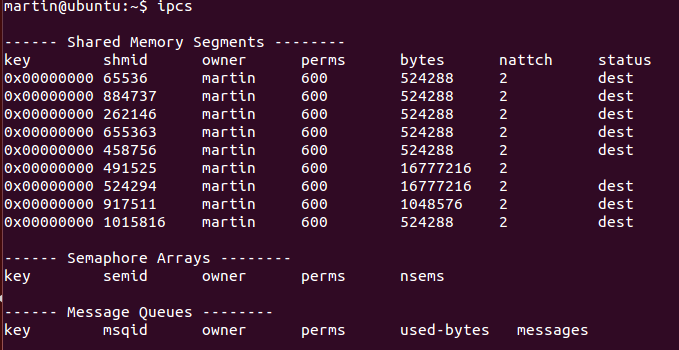 martin@ubuntu:~$ ipcs
------ Shared Memory Segments --------
key        shmid      owner      perms      bytes      nattch     status
0x00000000 65536      martin     600        524288     2          dest
0x00000000 884737     martin     600        524288     2          dest
0x00000000 262146     martin     600        524288     2          dest
0x00000000 655363     martin     600        524288     2          dest
0x00000000 458756     martin     600        524288     2          dest
0x00000000 491525     martin     600        16777216   2
0x00000000 524294     martin     600        16777216   2          dest
0x00000000 917511     martin     600        1048576    2          dest
0x00000000 1015816    martin     600        524288     2          dest
------ Semaphore Arrays --------
key        semid      owner      perms      nsems
------ Message Queues --------
key        msqid      owner      perms      used-bytes   messages